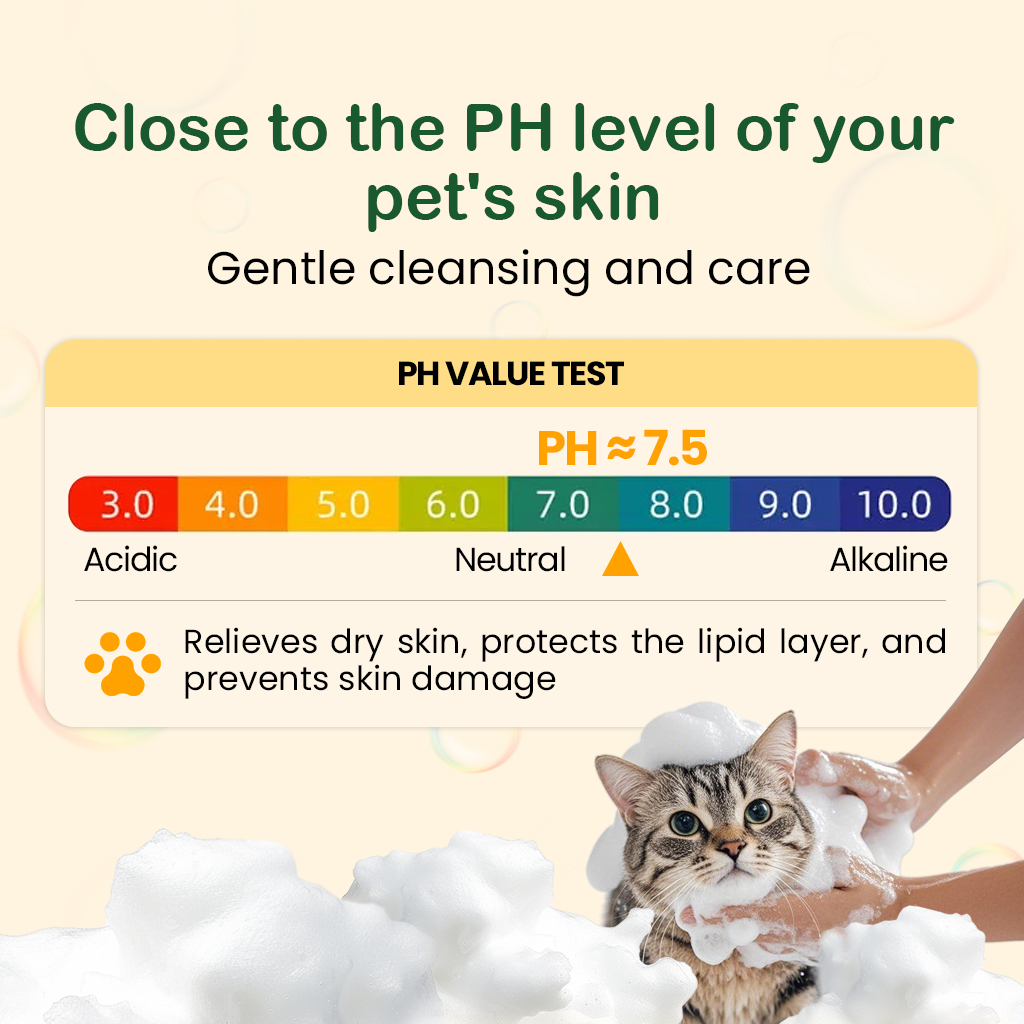 Close to the PH level of your
pet's skin
Gentle cleansing and care
PH VALUE TEST
PH ≈ 7.5
3.0 4.0 5.0 6.0 7.0 8.0 9.0 10.0
Acidic Neutral Alkaline
Relieves dry skin, protects the lipid layer, and
prevents skin damage